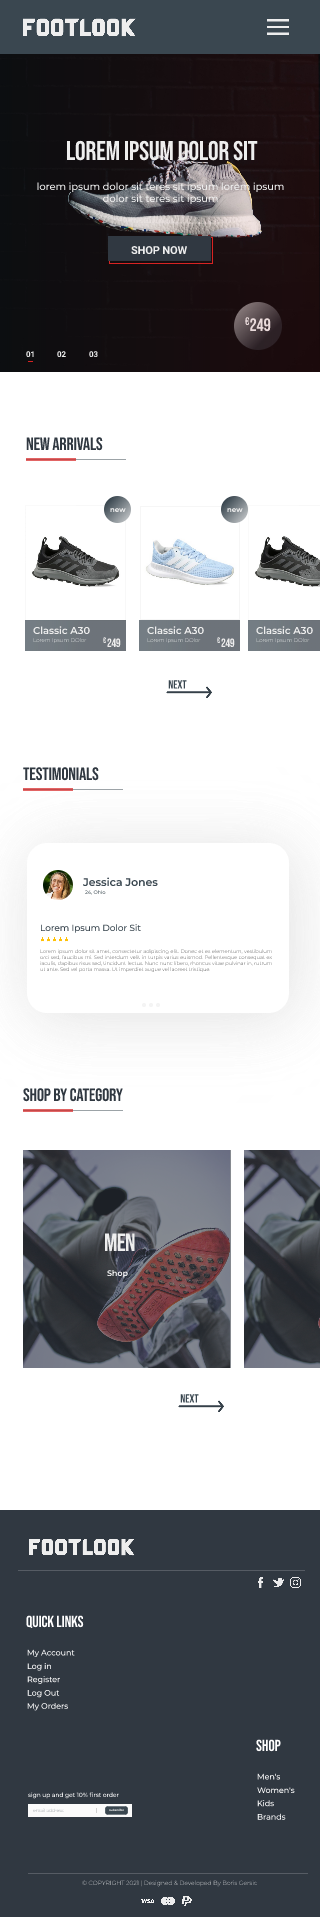 FOOTLOOK
LOREM IPSUM DOLOR SIT
lorem ipsum dolor sit teres sit ipsum lorem ipsum
dolor sit teres sit ipsum
SHOP NOW
€249
01 02 03
NEW ARRIVALS
new new
Classic A30 Classic A30 Classic A30
Lorem Ipsum DOlor Lorem Ipsum DOlor Lorem Ipsum DOlor
€249 €249
NEXT
TESTIMONIALS
Jessica Jones
24, Ohio
Lorem Ipsum Dolor Sit
Lorem ipsum dolor sit amet, consectetur adipiscing elit. Donec et ex elementum, vestibulum
orci sed, faucibus mi. Sed interdum velit in turpis varius euismod. Pellentesque consequat ex
iaculis, dapibus risus sed, tincidunt lectus. Nunc nunc libero, rhoncus vitae pulvinar in, rutrum
ut ante. Sed vel porta massa. Ut imperdiet augue vel laoreet tristique
SHOP BY CATEGORY
MEN
Shop
NEXT
FOOTLOOK
QUICK LINKS
My Account
Log in
Register
Log Out
My Orders
SHOP
Men's
Women's
Kids
Brands
sign up and get 10% first order
email address
© COPYRIGHT 2021 | Designed & Developed By Boris Gersic
VISA